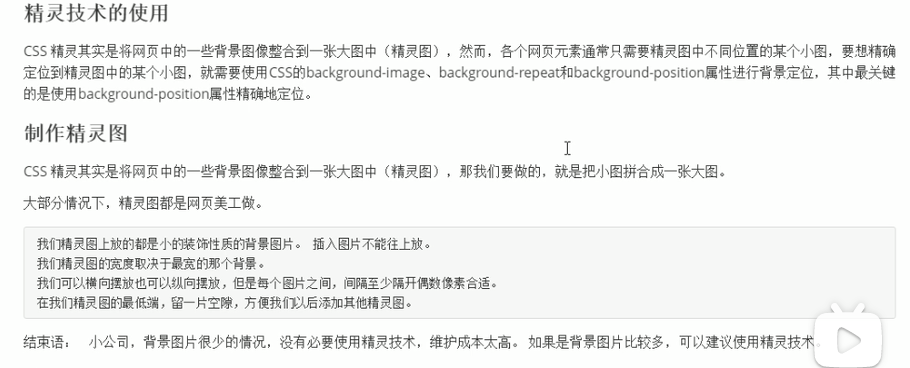 精灵技术的使用
CSS 精灵其实是将网页中的一些背景图像整合到一张大图中（精灵图），然而，各个网页元素通常只需要精灵图中不同位置的某个小图，要想精确
定位到精灵图中的某个小图，就需要使用CSS的background-image、background-repeat和background-position属性进行背景定位，其中最关键
的是使用background-position属性精确地定位。
制作精灵图
CSS 精灵其实是将网页中的一些背景图像整合到一张大图中（精灵图），那我们要做的，就是把小图拼合成一张大图。
大部分情况下，精灵图都是网页美工做。
我们精灵图上放的都是小的装饰性质的背景图片。 插入图片不能往上放。
我们精灵图的宽度取决于最宽的那个背景。
我们可以横向摆放也可以纵向摆放，但是每个图片之间，间隔至少隔开偶数像素合适。
在我们精灵图的最低端，留一片空隙，方便我们以后添加其他精灵图。
结束语： 小公司，背景图片很少的情况，没有必要使用精灵技术，维护成本太高。 如果是背景图片比较多，可以建议使用精灵技术。